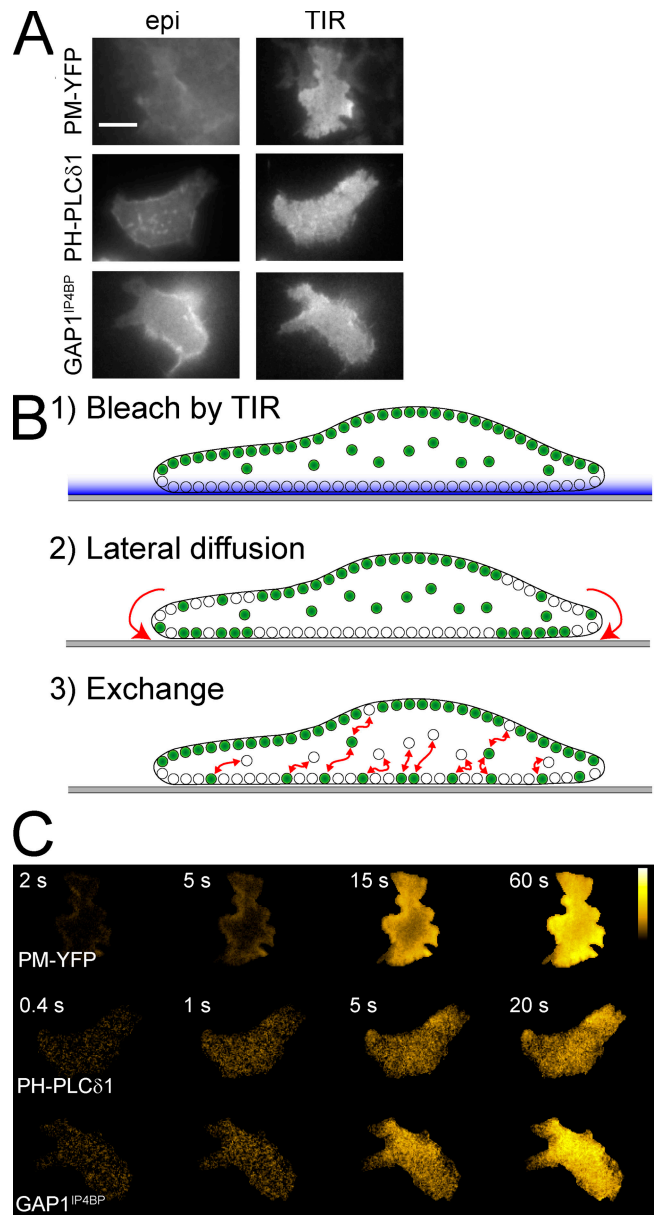 A
epi TIR
PM-YFP
PH-PLCδ1
GAP1IP4BP
B
1) Bleach by TIR
2) Lateral diffusion
3) Exchange
C
2 s 5 s 15 s 60 s
PM-YFP
0.4 s 1 s 5 s 20 s
PH-PLCδ1
GAP1IP4BP